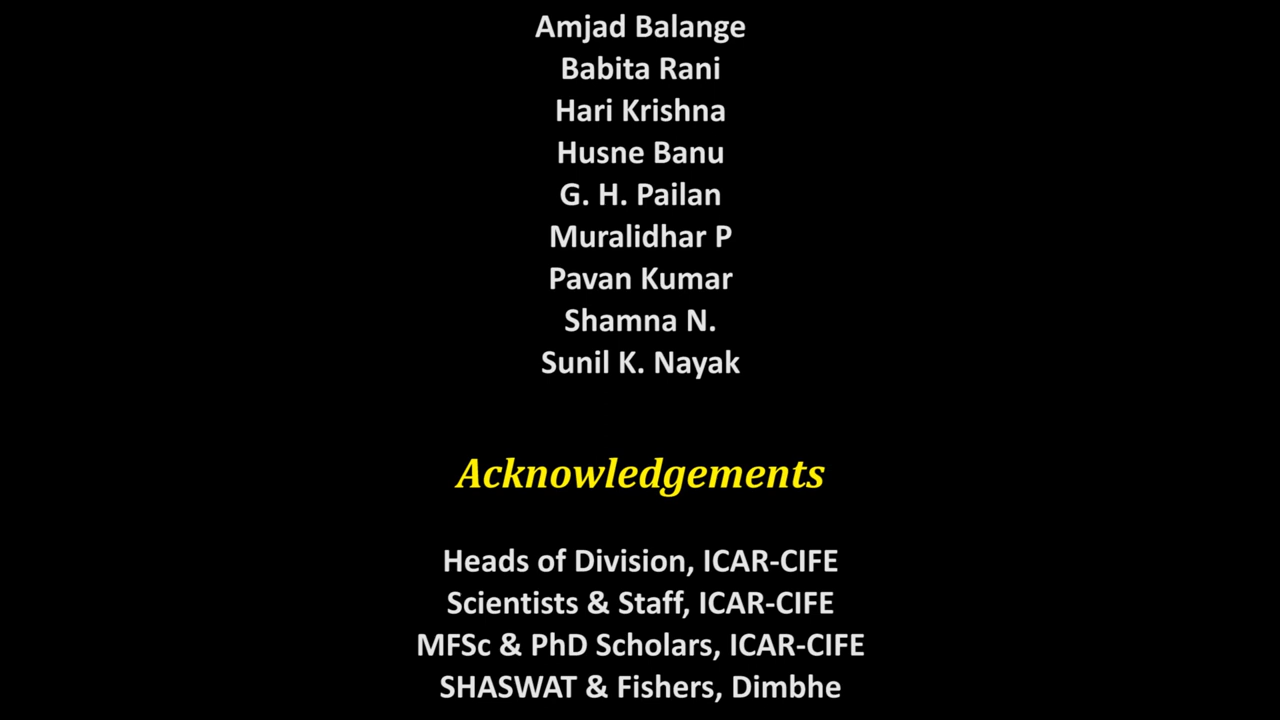 Amjad Balange
Babita Rani
Hari Krishna
Husne Banu
G. H. Pailan
Muralidhar P
Pavan Kumar
Shamna N.
Sunil K. Nayak
Acknowledgements
Heads of Division, ICAR-CIFE
Scientists & Staff, ICAR-CIFE
MFSc & PhD Scholars, ICAR-CIFE
SHASWAT & Fishers, Dimbhe